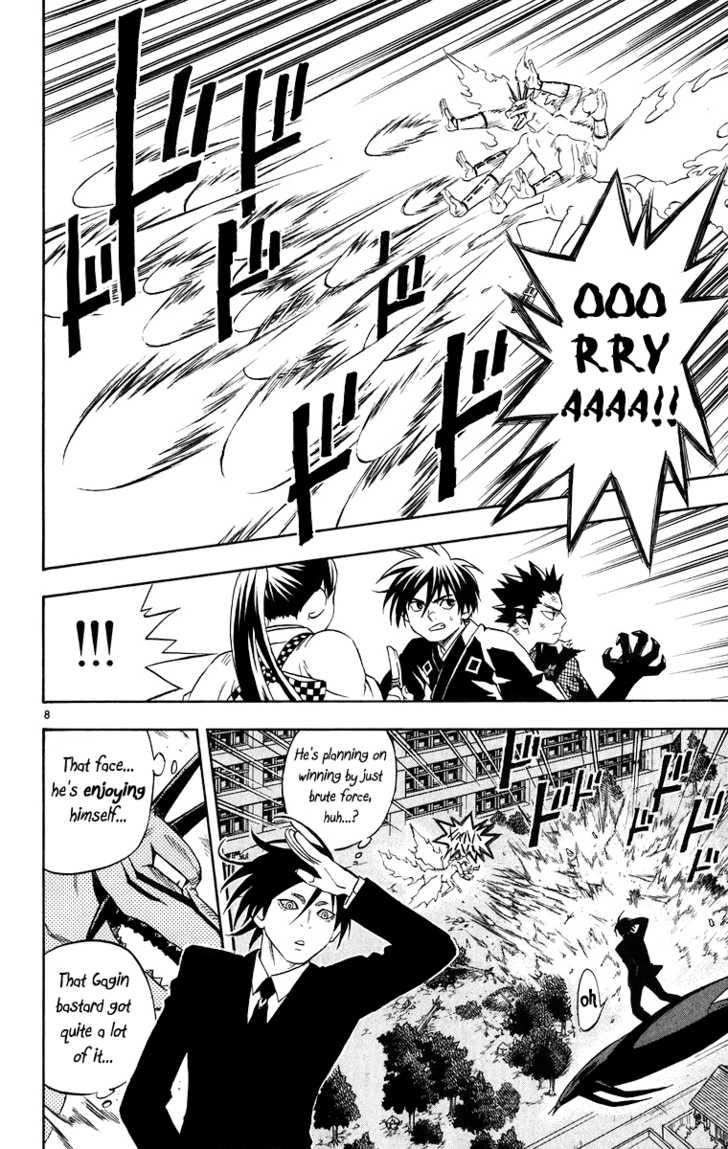 OOO
RRY
AAAA!!
ドドド
ドドド
ドド
!!!
8
He's planning on
winning by just
brute force,
huh...?
ドドドド
oh
That face...
he's enjoying
himself...
That Gagin
bastard got
quite a lot
of it...